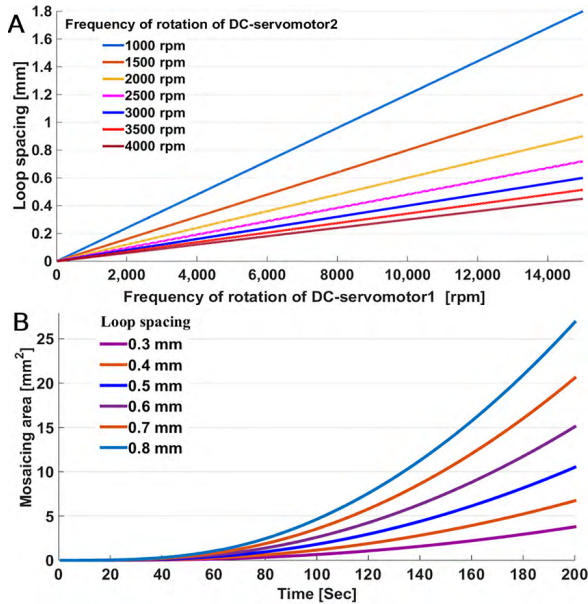 A
Frequency of rotation of DC-servomotor2
1000 rpm
1500 rpm
2000 rpm
2500 rpm
3000 rpm
3500 rpm
4000 rpm
Loop spacing [mm]
1.8
1.6
1.4
1.2
1
0.8
0.6
0.4
0.2
0
0 2,000 4,000 6,000 8,000 10,000 12,000 14,000
Frequency of rotation of DC-servomotor1 [rpm]
B
Loop spacing
0.3 mm
0.4 mm
0.5 mm
0.6 mm
0.7 mm
0.8 mm
Mosaicing area [mm²]
25
20
15
10
5
0
0 20 40 60 80 100 120 140 160 180 200
Time [Sec]